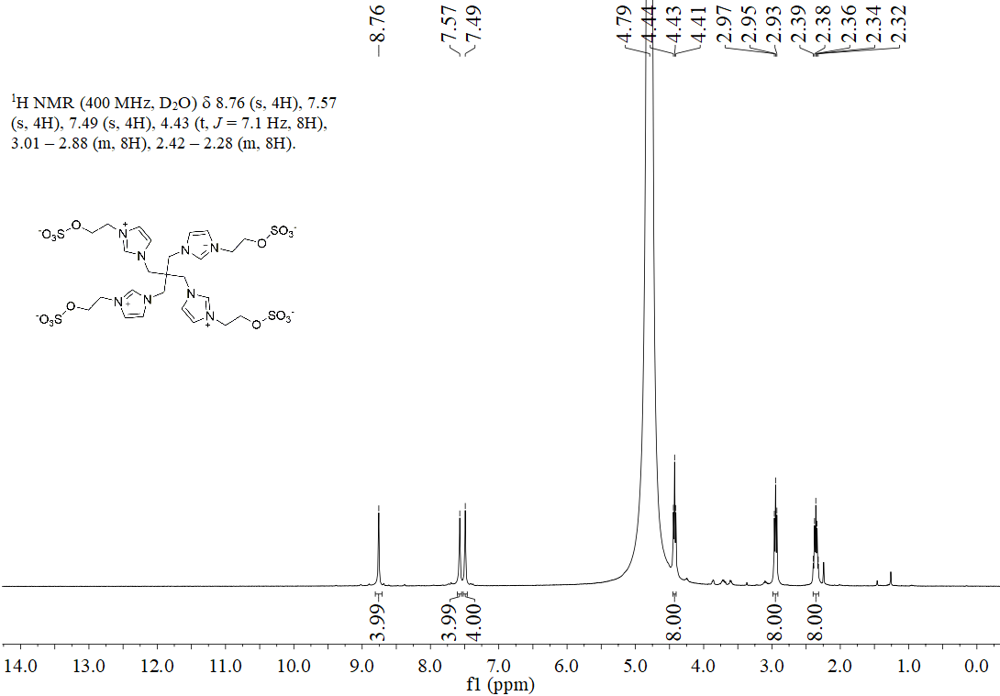 8.76 7.57 7.49 4.79 4.44 4.43 4.41 2.97 2.95 2.93 2.39 2.38 2.36 2.34 2.32
¹H NMR (400 MHz, D₂O) δ 8.76 (s, 4H), 7.57
(s, 4H), 7.49 (s, 4H), 4.43 (t, J = 7.1 Hz, 8H),
3.01 – 2.88 (m, 8H), 2.42 – 2.28 (m, 8H).
⁻O₃S O N + N N N - O SO₃⁻
⁻O₃S O N + N N N + O SO₃⁻
3.99 3.99 4.00 8.00 8.00 8.00
14.0 13.0 12.0 11.0 10.0 9.0 8.0 7.0 6.0 5.0 4.0 3.0 2.0 1.0 0.0
f1 (ppm)